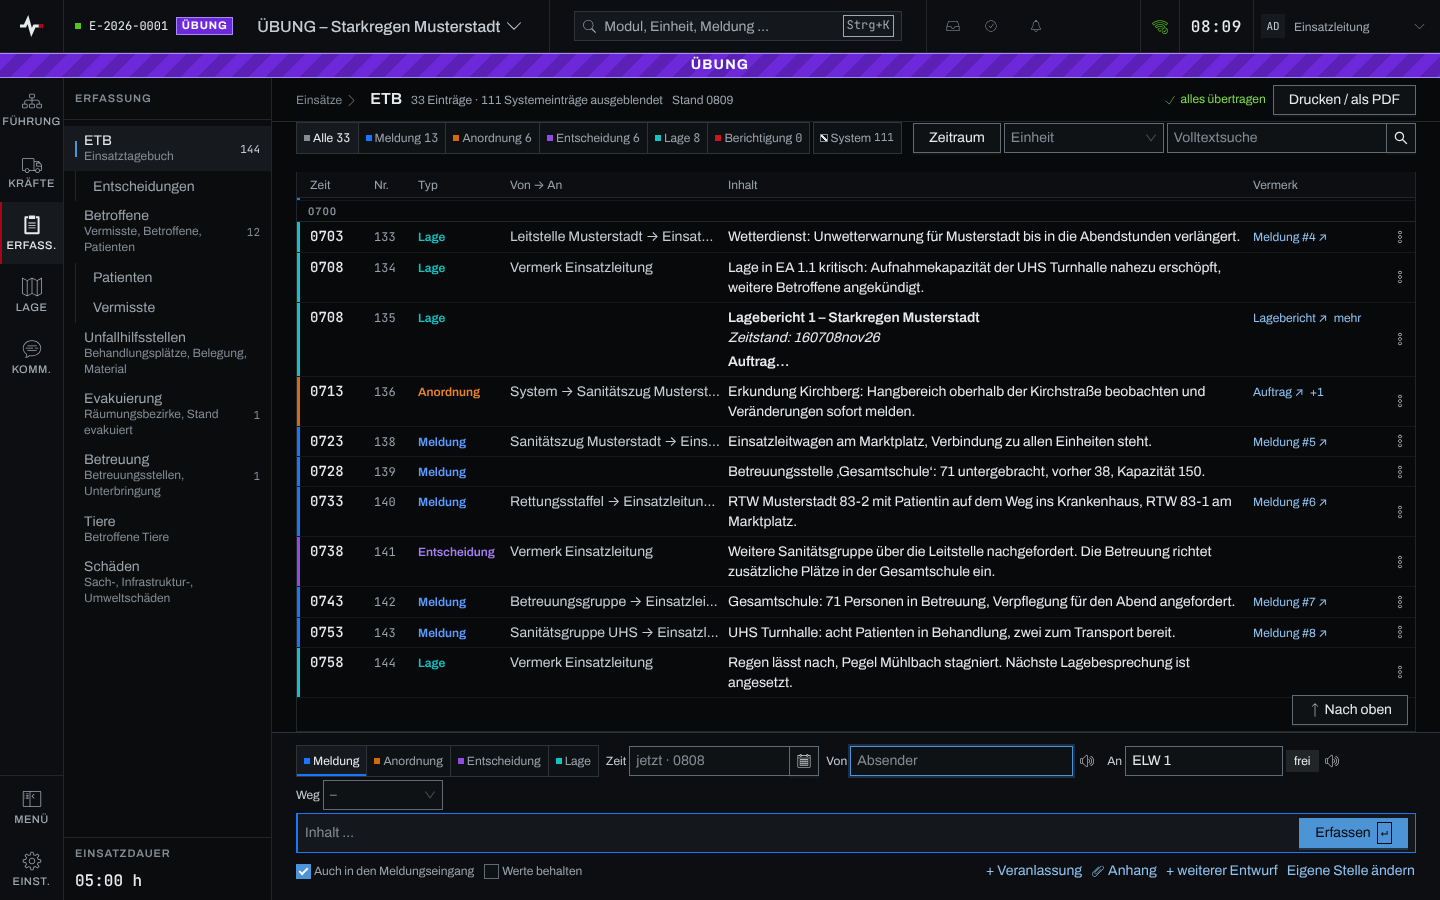 E-2026-0001 ÜBUNG ÜBUNG – Starkregen Musterstadt Modul, Einheit, Meldung ... Strg+K 08:09 AD Einsatzleitung
ÜBUNG
FÜHRUNG
KRÄFTE
ERFASS.
LAGE
KOMM.
MENÜ
EINST.
ERFASSUNG
ETB
Einsatztagebuch 144
Entscheidungen
Betroffene
Vermisste, Betroffene, 12
Patienten
Patienten
Vermisste
Unfallhilfsstellen
Behandlungsplätze, Belegung,
Material
Evakuierung
Räumungsbezirke, Stand 1
evakuiert
Betreuung
Betreuungsstellen, 1
Unterbringung
Tiere
Betroffene Tiere
Schäden
Sach-, Infrastruktur-,
Umweltschäden
EINSATZDAUER
05:00 h
Einsätze ETB 33 Einträge · 111 Systemeinträge ausgeblendet Stand 0809 alles übertragen Drucken / als PDF
Alle 33 Meldung 13 Anordnung 6 Entscheidung 6 Lage 8 Berichtigung 0 System 111 Zeitraum Einheit Volltextsuche
Zeit Nr. Typ Von → An Inhalt Vermerk
0700
0703 133 Lage Leitstelle Musterstadt → Einsat... Wetterdienst: Unwetterwarnung für Musterstadt bis in die Abendstunden verlängert. Meldung #4 ↗
0708 134 Lage Vermerk Einsatzleitung Lage in EA 1.1 kritisch: Aufnahmekapazität der UHS Turnhalle nahezu erschöpft,
weitere Betroffene angekündigt.
0708 135 Lage Lagebericht 1 – Starkregen Musterstadt Lagebericht ↗ mehr
Zeitstand: 160708nov26
Auftrag...
0713 136 Anordnung System → Sanitätszug Musterst... Erkundung Kirchberg: Hangbereich oberhalb der Kirchstraße beobachten und Auftrag ↗ +1
Veränderungen sofort melden.
0723 138 Meldung Sanitätszug Musterstadt → Eins... Einsatzleitwagen am Marktplatz, Verbindung zu allen Einheiten steht. Meldung #5 ↗
0728 139 Meldung Betreuungsstelle ‚Gesamtschule‘: 71 untergebracht, vorher 38, Kapazität 150.
0733 140 Meldung Rettungsstaffel → Einsatzleitun... RTW Musterstadt 83-2 mit Patientin auf dem Weg ins Krankenhaus, RTW 83-1 am Meldung #6 ↗
Marktplatz.
0738 141 Entscheidung Vermerk Einsatzleitung Weitere Sanitätsgruppe über die Leitstelle nachgefordert. Die Betreuung richtet
zusätzliche Plätze in der Gesamtschule ein.
0743 142 Meldung Betreuungsgruppe → Einsatzlei... Gesamtschule: 71 Personen in Betreuung, Verpflegung für den Abend angefordert. Meldung #7 ↗
0753 143 Meldung Sanitätsgruppe UHS → Einsatzl... UHS Turnhalle: acht Patienten in Behandlung, zwei zum Transport bereit. Meldung #8 ↗
0758 144 Lage Vermerk Einsatzleitung Regen lässt nach, Pegel Mühlbach stagniert. Nächste Lagebesprechung ist
angesetzt.
↑ Nach oben
Meldung Anordnung Entscheidung Lage Zeit jetzt · 0808 Von Absender An ELW 1 frei
Weg –
Inhalt ... Erfassen ↵
Auch in den Meldungseingang Werte behalten + Veranlassung Anhang + weiterer Entwurf Eigene Stelle ändern